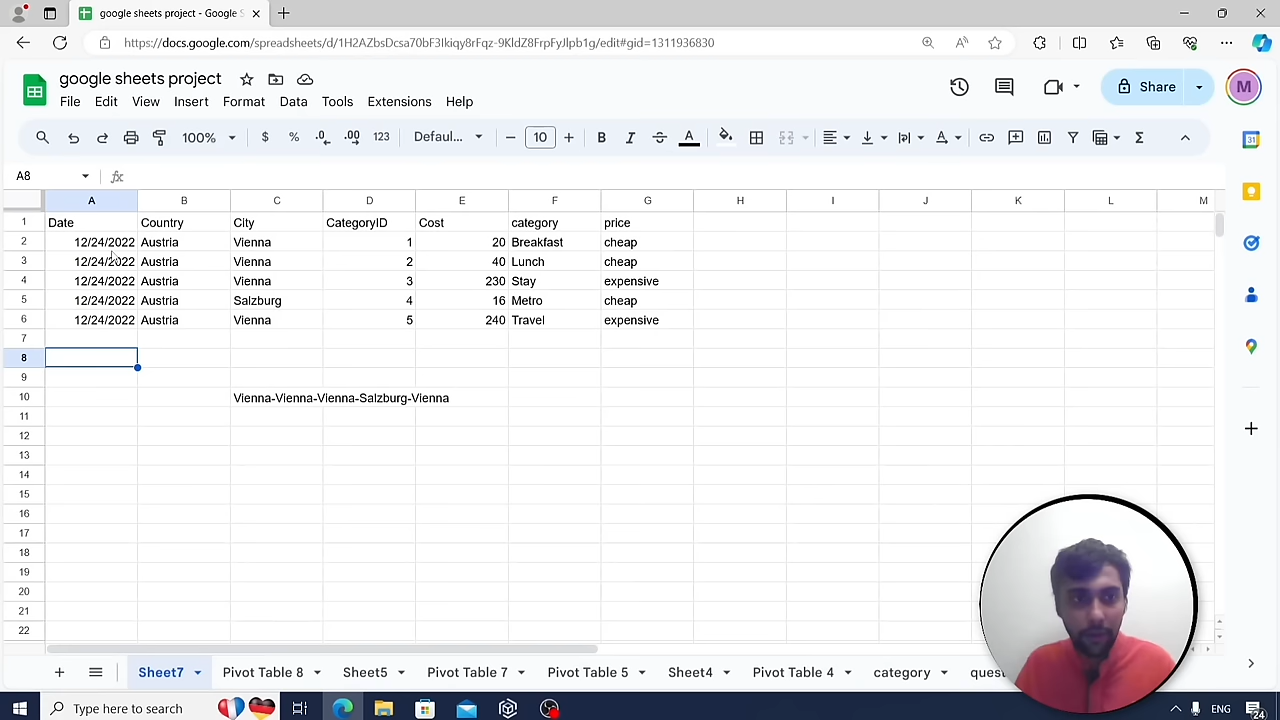 google sheets project - Google S
https://docs.google.com/spreadsheets/d/1H2AZbsDcsa70bF3Ikiqy8rFqz-9KldZ8FrpFyJlpb1g/edit#gid=1311936830
google sheets project
Share
M
File Edit View Insert Format Data Tools Extensions Help
100% $ % .0 .00 123 Defaul... 10 B I A Σ
A8 fx
A B C D E F G H I J K L M
1 Date Country City CategoryID Cost category price
2 12/24/2022 Austria Vienna 1 20 Breakfast cheap
3 12/24/2022 Austria Vienna 2 40 Lunch cheap
4 12/24/2022 Austria Vienna 3 230 Stay expensive
5 12/24/2022 Austria Salzburg 4 16 Metro cheap
6 12/24/2022 Austria Vienna 5 240 Travel expensive
7
8
9
10 Vienna-Vienna-Vienna-Salzburg-Vienna
11
12
13
14
15
16
17
18
19
20
21
22
Sheet7 Pivot Table 8 Sheet5 Pivot Table 7 Pivot Table 5 Sheet4 Pivot Table 4 category quest
Type here to search ENG 24